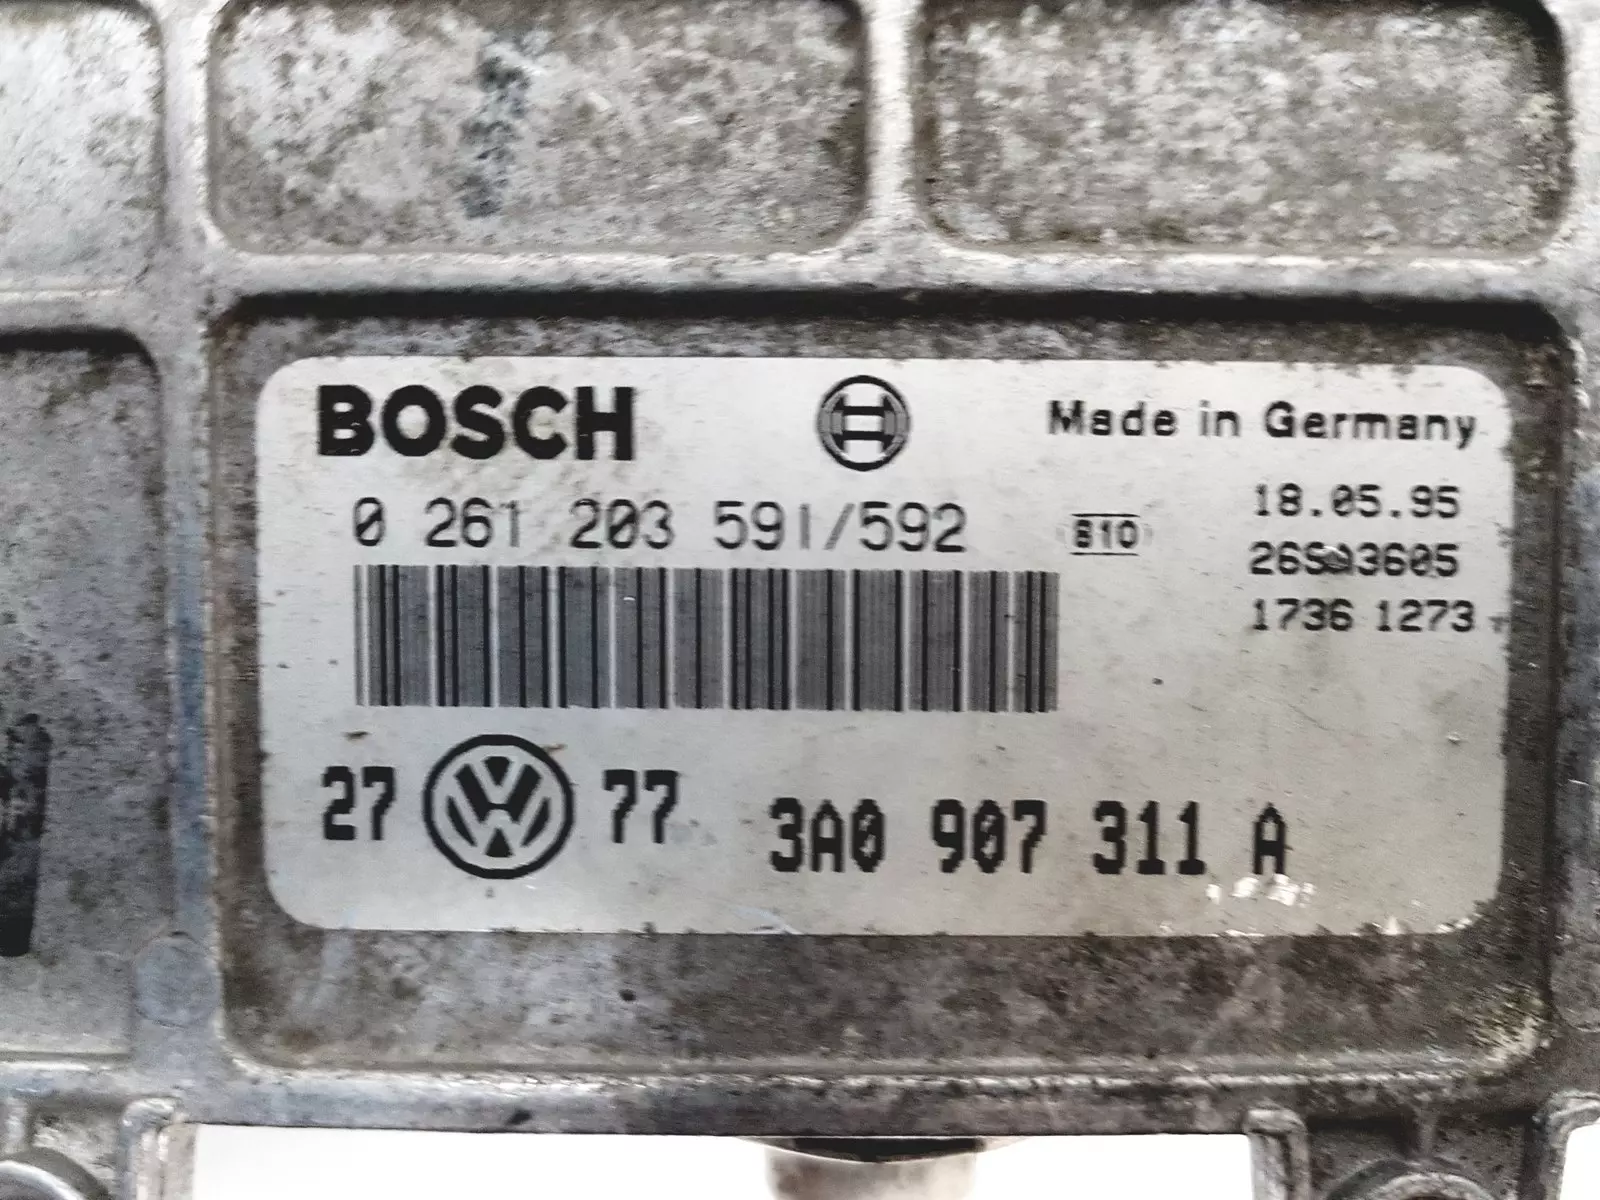 BOSCH
Made in Germany
0 261 203 591/592
18.05.95
1736 1273
27 VW 77 3A0 907 311 A